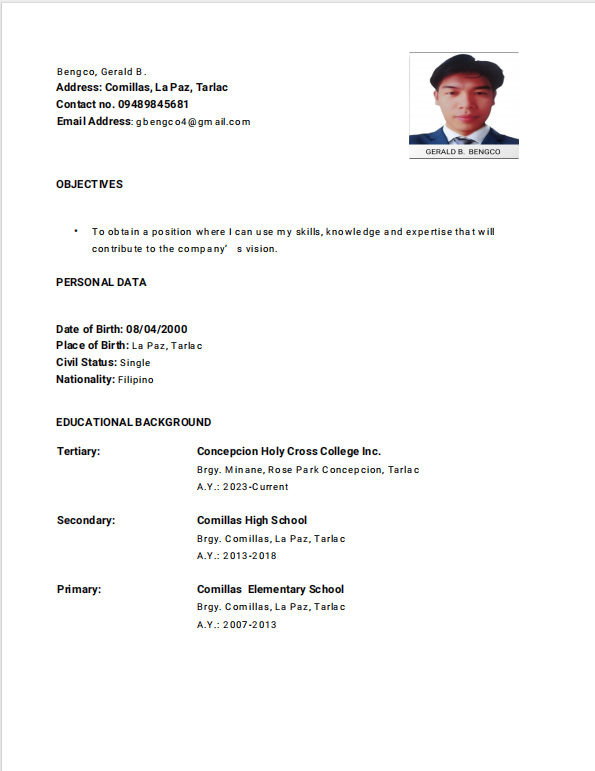 Bengco, Gerald B.
Address: Comillas, La Paz, Tarlac
Contact no. 09489845681
Email Address: gbengco4@gmail.com
GERALD B. BENGCO
OBJECTIVES
• To obtain a position where I can use my skills, knowledge and expertise that will
contribute to the company’ s vision.
PERSONAL DATA
Date of Birth: 08/04/2000
Place of Birth: La Paz, Tarlac
Civil Status: Single
Nationality: Filipino
EDUCATIONAL BACKGROUND
Tertiary: Concepcion Holy Cross College Inc.
Brgy. Minane, Rose Park Concepcion, Tarlac
A.Y.: 2023-Current
Secondary: Comillas High School
Brgy. Comillas, La Paz, Tarlac
A.Y.: 2013-2018
Primary: Comillas Elementary School
Brgy. Comillas, La Paz, Tarlac
A.Y.: 2007-2013